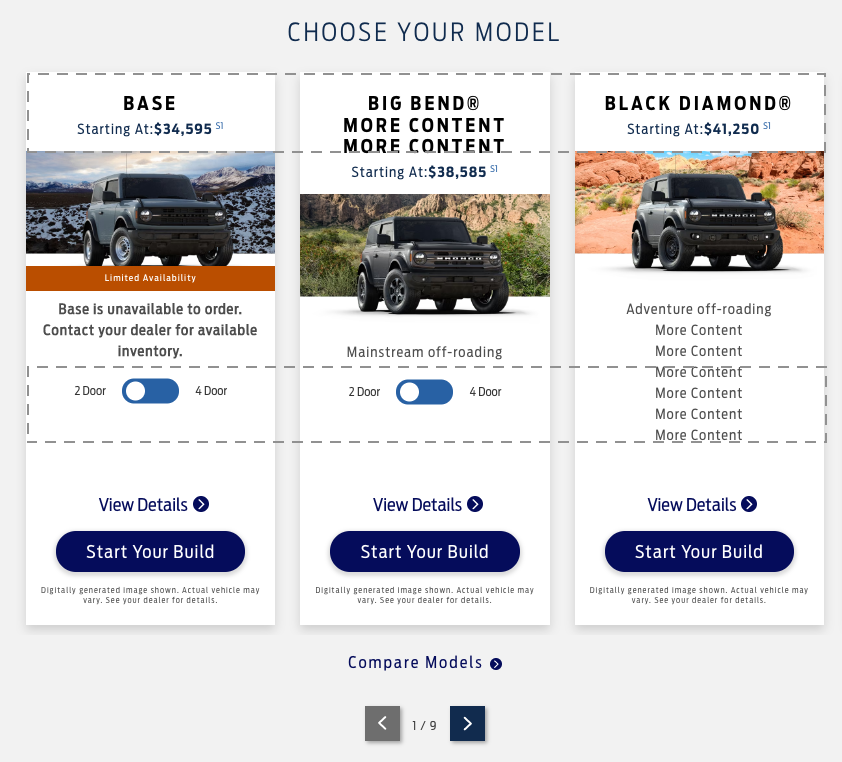 CHOOSE YOUR MODEL
BASE
Starting At:$34,595 S1
Limited Availability
Base is unavailable to order.
Contact your dealer for available
inventory.
2 Door 4 Door
View Details
Start Your Build
Digitally generated image shown. Actual vehicle may
vary. See your dealer for details.
BIG BEND®
MORE CONTENT
MORE CONTENT
Starting At:$38,585 S1
BRONCO
Mainstream off-roading
2 Door 4 Door
View Details
Start Your Build
Digitally generated image shown. Actual vehicle may
vary. See your dealer for details.
BLACK DIAMOND®
Starting At:$41,250 S1
BRONCO
Adventure off-roading
More Content
More Content
More Content
More Content
More Content
More Content
View Details
Start Your Build
Digitally generated image shown. Actual vehicle may
vary. See your dealer for details.
Compare Models
1 / 9